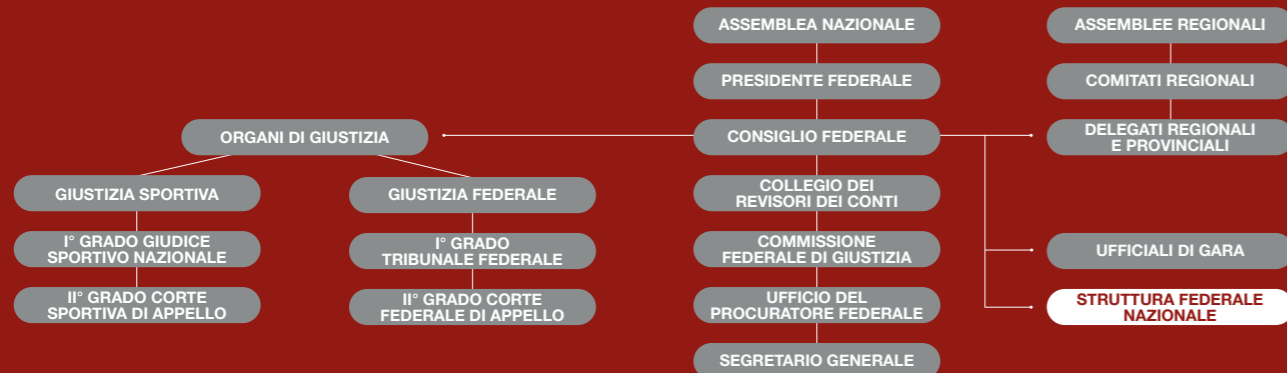 ASSEMBLEA NAZIONALE
ASSEMBLEE REGIONALI
PRESIDENTE FEDERALE
COMITATI REGIONALI
ORGANI DI GIUSTIZIA
CONSIGLIO FEDERALE
DELEGATI REGIONALI
E PROVINCIALI
GIUSTIZIA SPORTIVA
GIUSTIZIA FEDERALE
COLLEGIO DEI
REVISORI DEI CONTI
I° GRADO GIUDICE
SPORTIVO NAZIONALE
I° GRADO
TRIBUNALE FEDERALE
COMMISSIONE
FEDERALE DI GIUSTIZIA
UFFICIALI DI GARA
II° GRADO CORTE
SPORTIVA DI APPELLO
II° GRADO CORTE
FEDERALE DI APPELLO
UFFICIO DEL
PROCURATORE FEDERALE
STRUTTURA FEDERALE
NAZIONALE
SEGRETARIO GENERALE